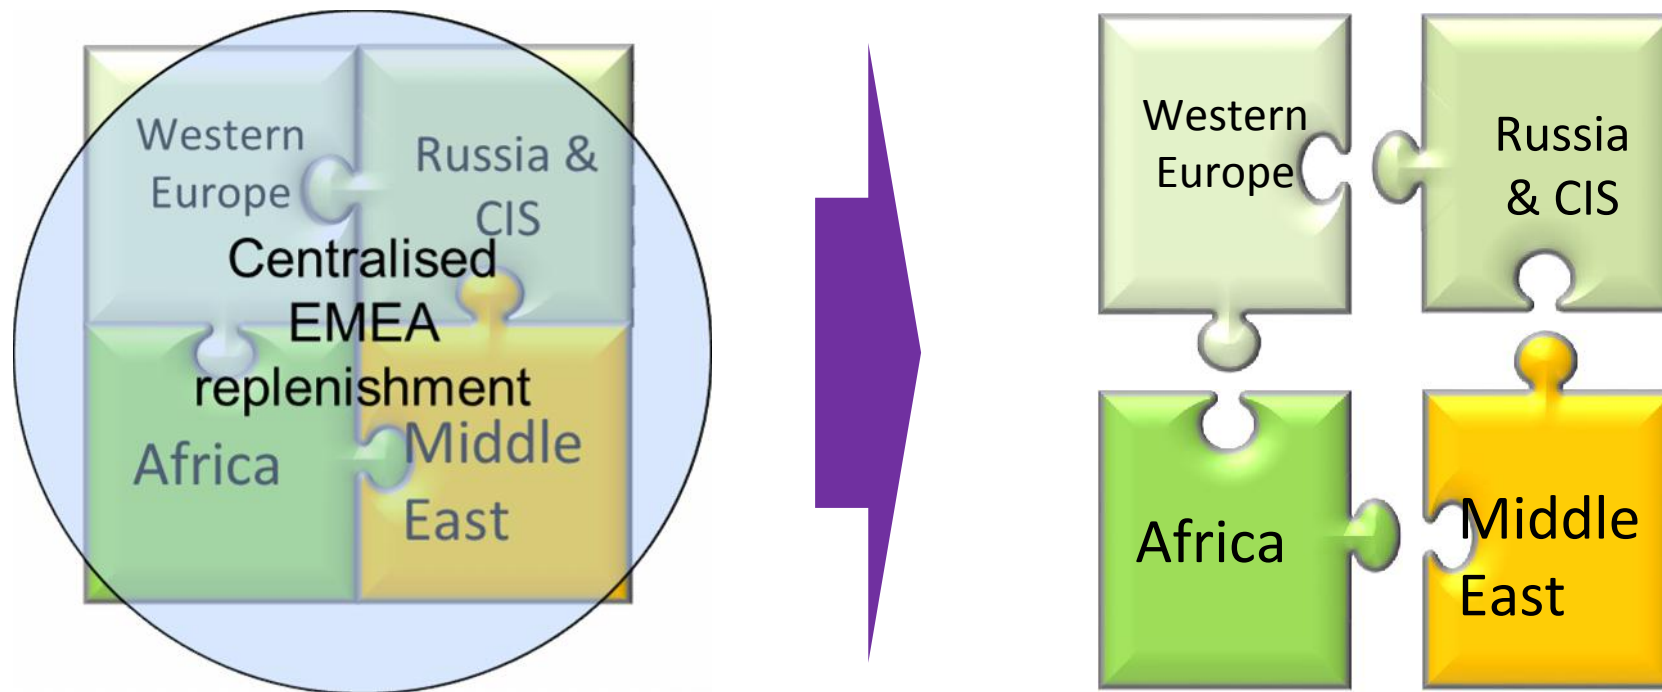 Western
Europe
Russia &
CIS
Centralised
EMEA
replenishment
Africa
Middle
East
Western
Europe
Russia
& CIS
Africa
Middle
East